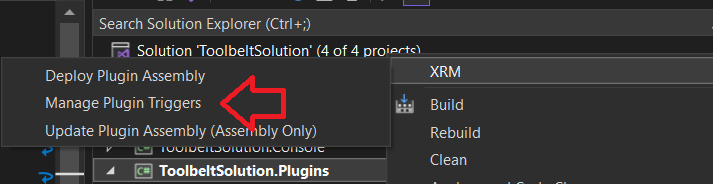 Search Solution Explorer (Ctrl+;)
Solution 'ToolbeltSolution' (4 of 4 projects)
XRM
Deploy Plugin Assembly
Manage Plugin Triggers
Update Plugin Assembly (Assembly Only)
Build
Rebuild
Clean
ToolbeltSolution.Console
C# ToolbeltSolution.Plugins